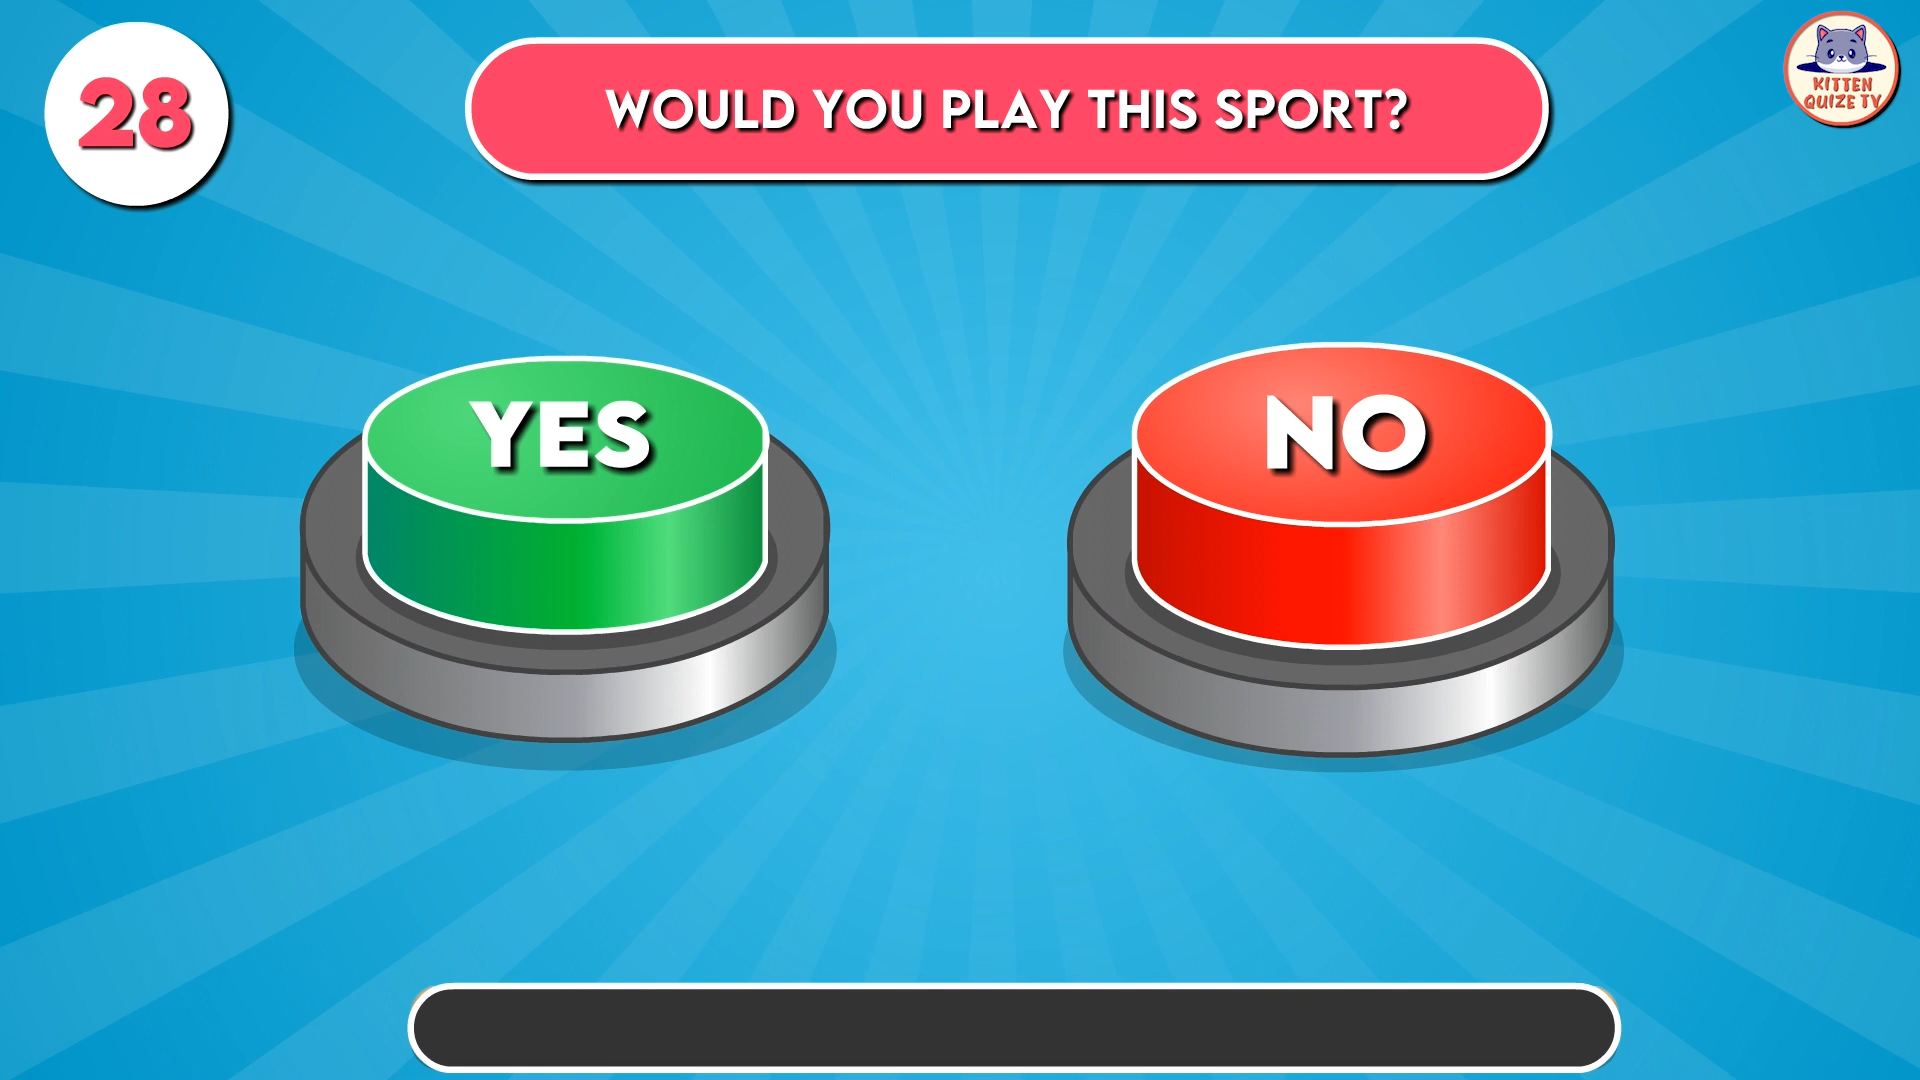 28
WOULD YOU PLAY THIS SPORT?
KITTEN
QUIZE TV
YES
NO